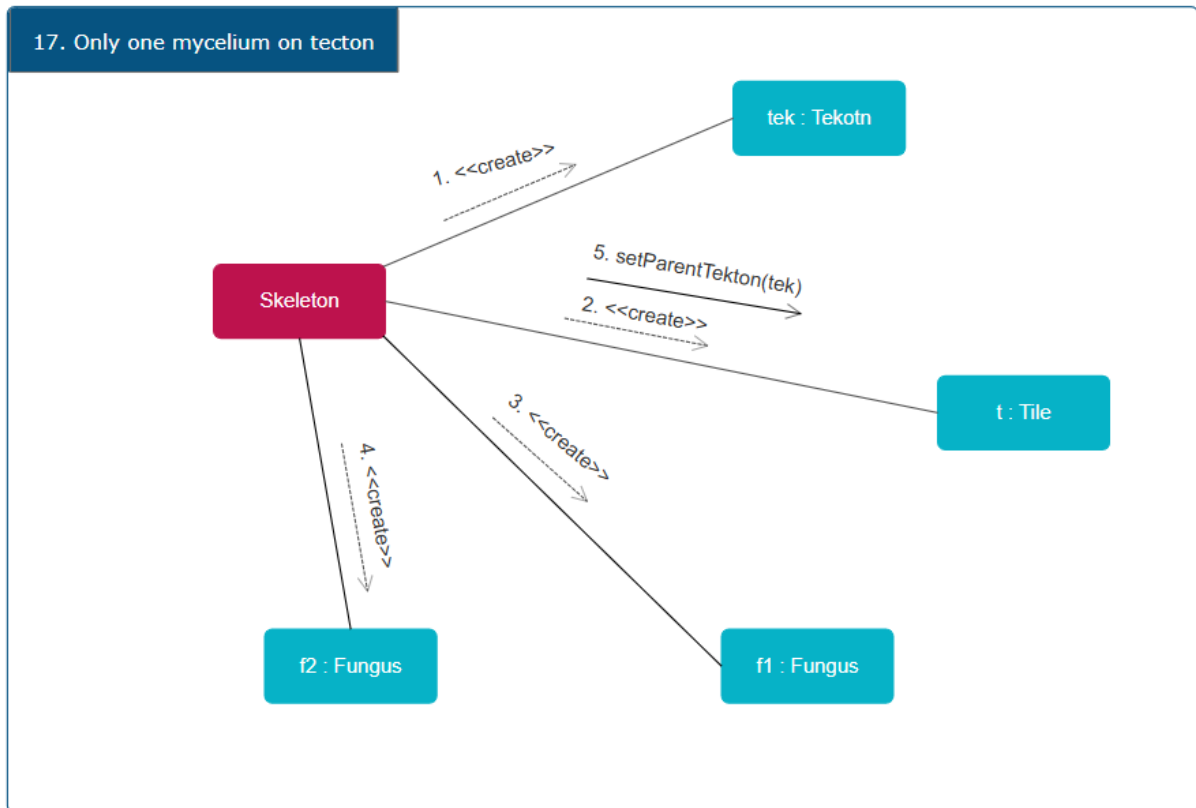 17. Only one mycelium on tecton
tek : Tekotn
1. <<create>>
5. setParentTekton(tek)
Skeleton
2. <<create>>
t : Tile
3. <<create>>
4. <<create>>
f2 : Fungus
f1 : Fungus